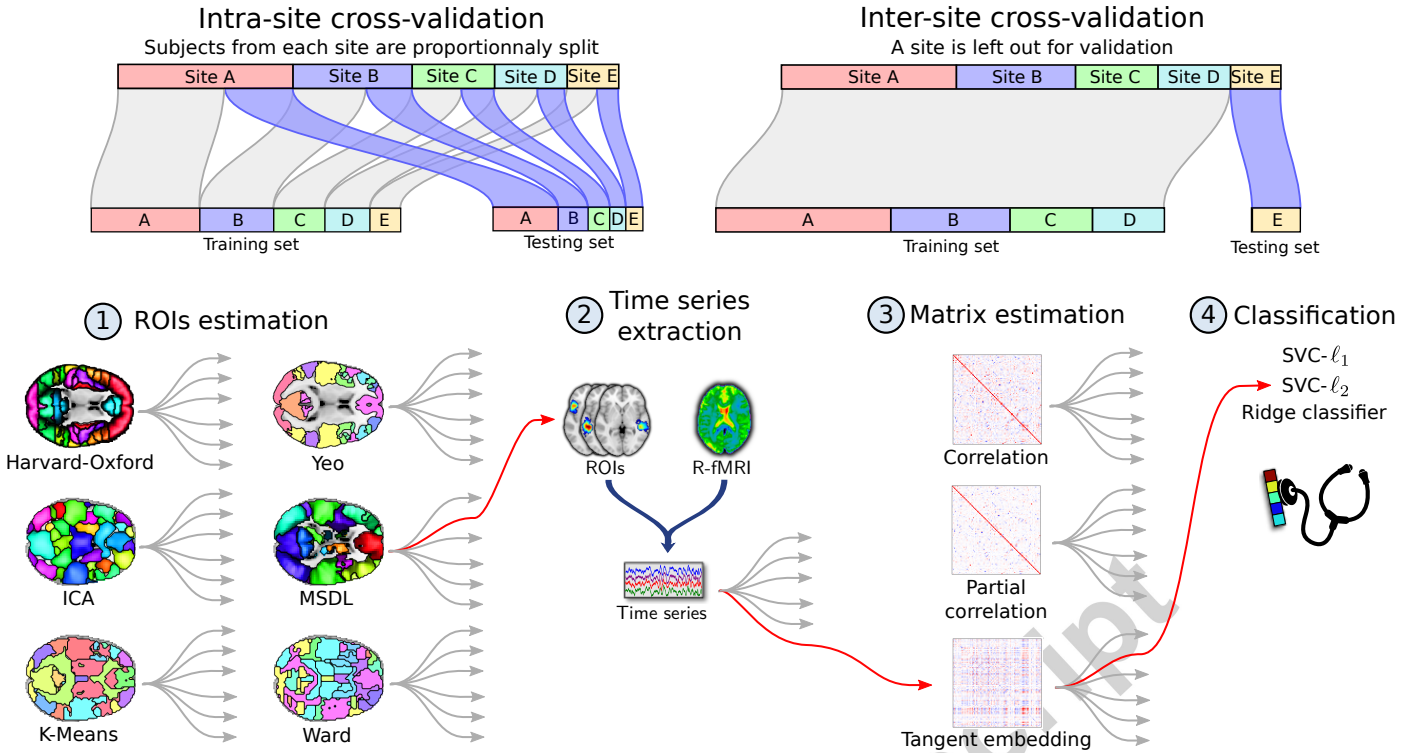 Intra-site cross-validation
Subjects from each site are proportionnaly split
Site A Site B Site C Site D Site E
A B C D E
Training set
A B C D E
Testing set
Inter-site cross-validation
A site is left out for validation
Site A Site B Site C Site D Site E
A B C D
Training set
E
Testing set
1 ROIs estimation
Harvard-Oxford
Yeo
ICA
MSDL
K-Means
Ward
2 Time series
extraction
ROIs
R-fMRI
Time series
3 Matrix estimation
Correlation
Partial
correlation
Tangent embedding
4 Classification
SVC-ℓ₁
SVC-ℓ₂
Ridge classifier